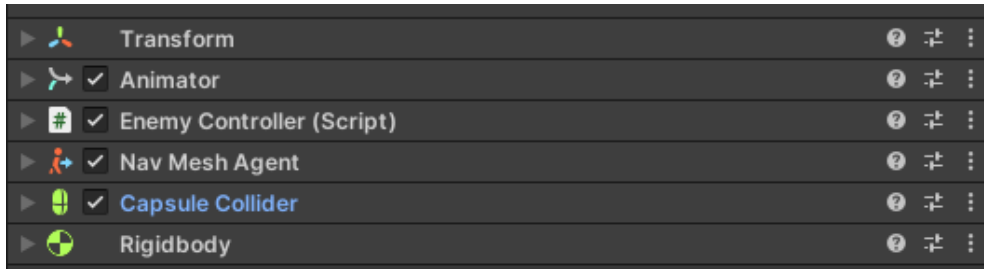 Transform
Animator
# Enemy Controller (Script)
Nav Mesh Agent
Capsule Collider
Rigidbody